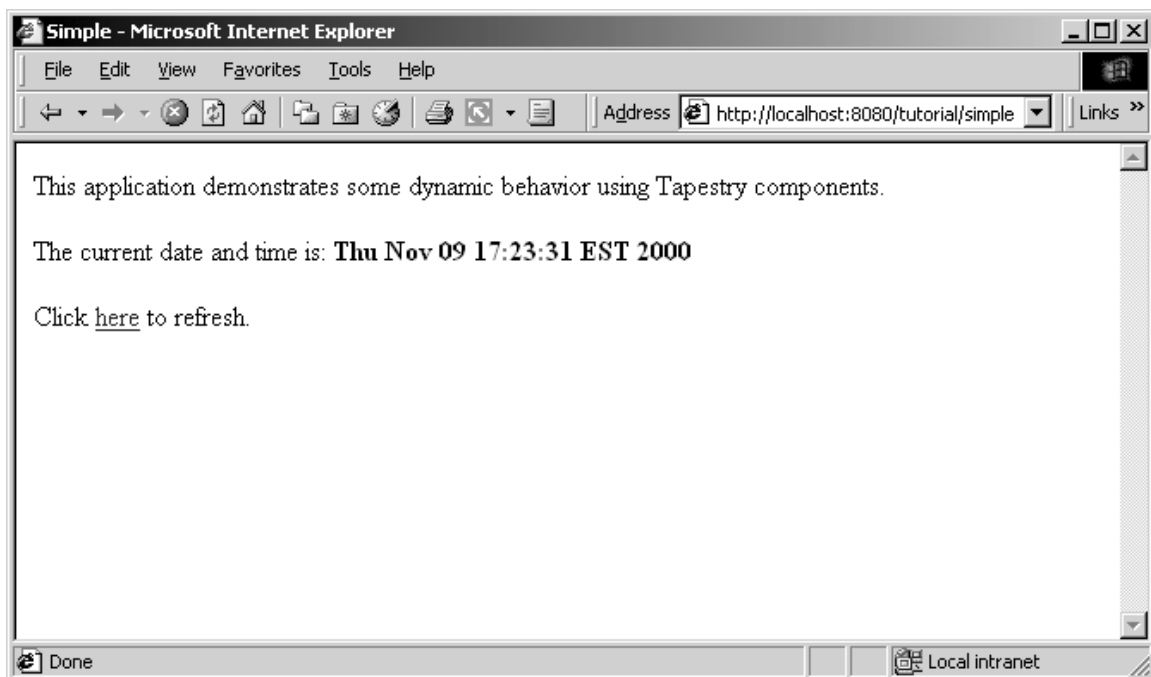 Simple - Microsoft Internet Explorer
File Edit View Favorites Tools Help
Address http://localhost:8080/tutorial/simple Links »
This application demonstrates some dynamic behavior using Tapestry components.
The current date and time is: Thu Nov 09 17:23:31 EST 2000
Click here to refresh.
Done Local intranet